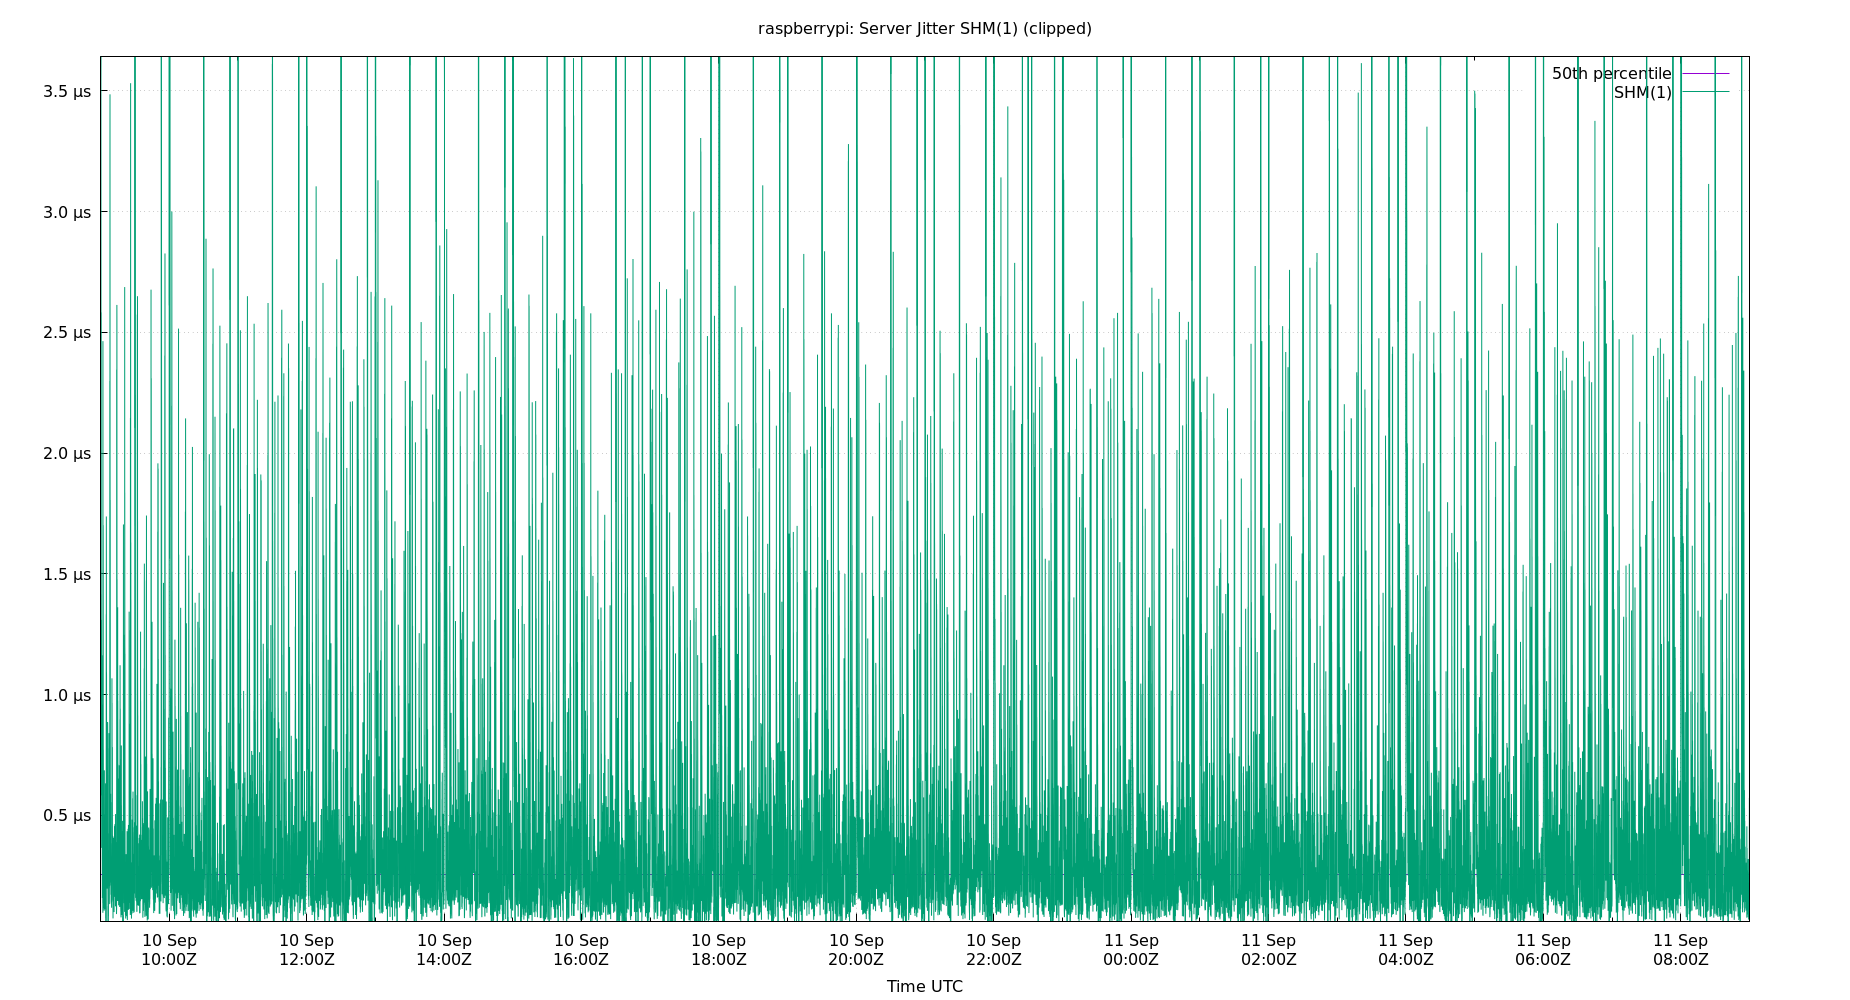 raspberrypi: Server Jitter SHM(1) (clipped)
50th percentile
SHM(1)
3.5 µs
3.0 µs
2.5 µs
2.0 µs
1.5 µs
1.0 µs
0.5 µs
10 Sep 10 Sep 10 Sep 10 Sep 10 Sep 10 Sep 10 Sep 11 Sep 11 Sep 11 Sep 11 Sep 11 Sep
10:00Z 12:00Z 14:00Z 16:00Z 18:00Z 20:00Z 22:00Z 00:00Z 02:00Z 04:00Z 06:00Z 08:00Z
Time UTC